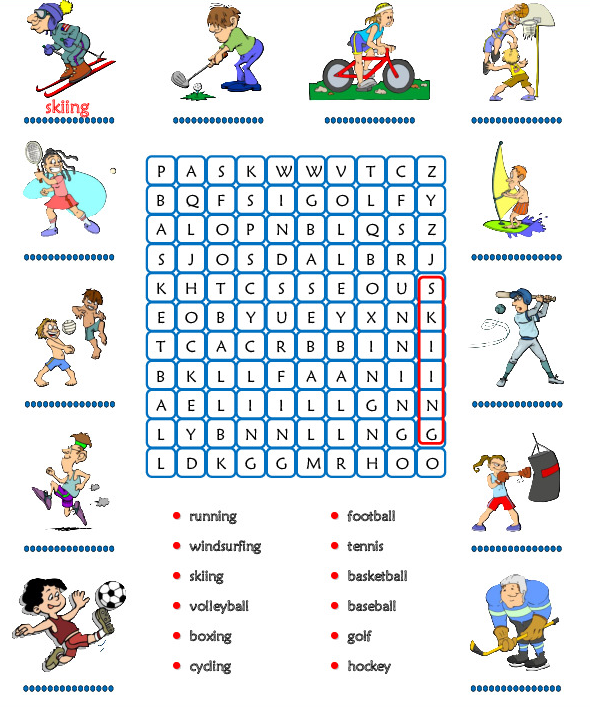 skiing
P A S K W W V T C Z
B Q F S I G O L F Y
A L O P N B L Q S Z
S J O S D A L B R J
K H T C S S E O U S
E O B Y U E Y X N K
T C A C R B B I N I
B K L L F A A N I I
A E L I I L L G N N
L Y B N N L L N G G
L D K G G M R H O O
• running • football
• windsurfing • tennis
• skiing • basketball
• volleyball • baseball
• boxing • golf
• cycling • hockey